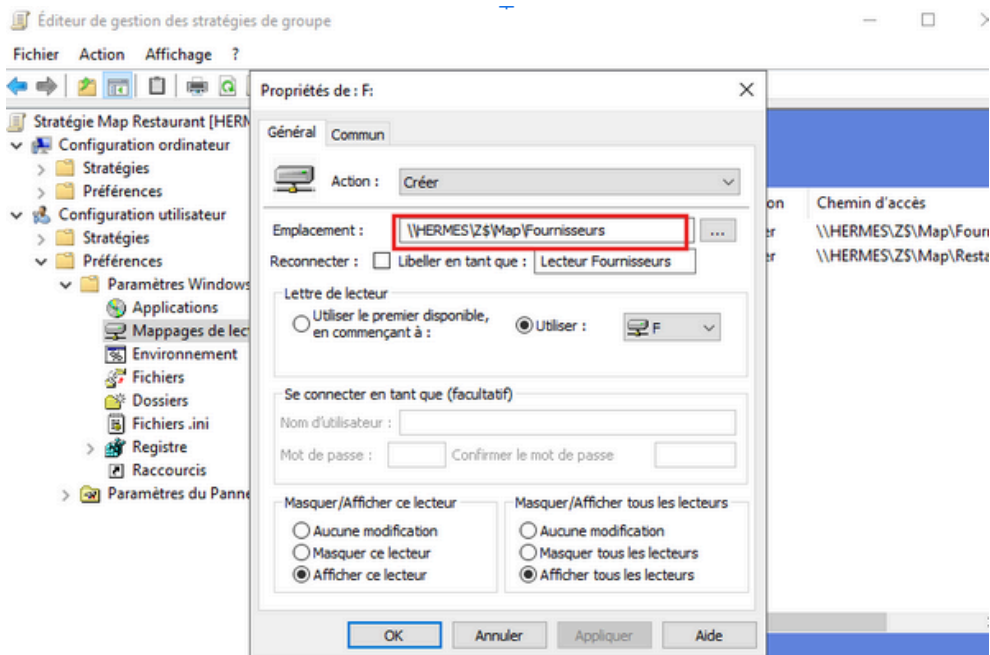 Éditeur de gestion des stratégies de groupe
Fichier Action Affichage ?
Stratégie Map Restaurant [HERM
Configuration ordinateur
Stratégies
Préférences
Configuration utilisateur
Stratégies
Préférences
Paramètres Windows
Applications
Mappages de lec
Environnement
Fichiers
Dossiers
Fichiers .ini
Registre
Raccourcis
Paramètres du Panne
Propriétés de : F:
Général Commun
Action : Créer
Emplacement : \\HERMES\Z$\Map\Fournisseurs ...
Reconnecter : Libeller en tant que : Lecteur Fournisseurs
Lettre de lecteur
Utiliser le premier disponible, en commençant à :
Utiliser : F
Se connecter en tant que (facultatif)
Nom d'utilisateur :
Mot de passe : Confirmer le mot de passe
Masquer/Afficher ce lecteur
Aucune modification
Masquer ce lecteur
Afficher ce lecteur
Masquer/Afficher tous les lecteurs
Aucune modification
Masquer tous les lecteurs
Afficher tous les lecteurs
OK Annuler Appliquer Aide
on Chemin d'accès
er \\HERMES\Z$\Map\Fourn
er \\HERMES\Z$\Map\Resta